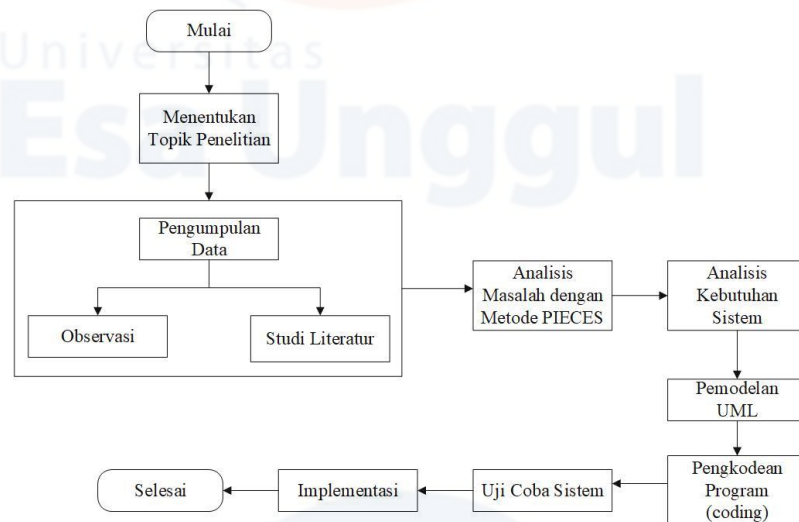 Universitas
Esa Unggul
Mulai
Menentukan
Topik Penelitian
Pengumpulan
Data
Observasi
Studi Literatur
Analisis
Masalah dengan
Metode PIECES
Analisis
Kebutuhan
Sistem
Pemodelan
UML
Pengkodean
Program
(coding)
Uji Coba Sistem
Implementasi
Selesai